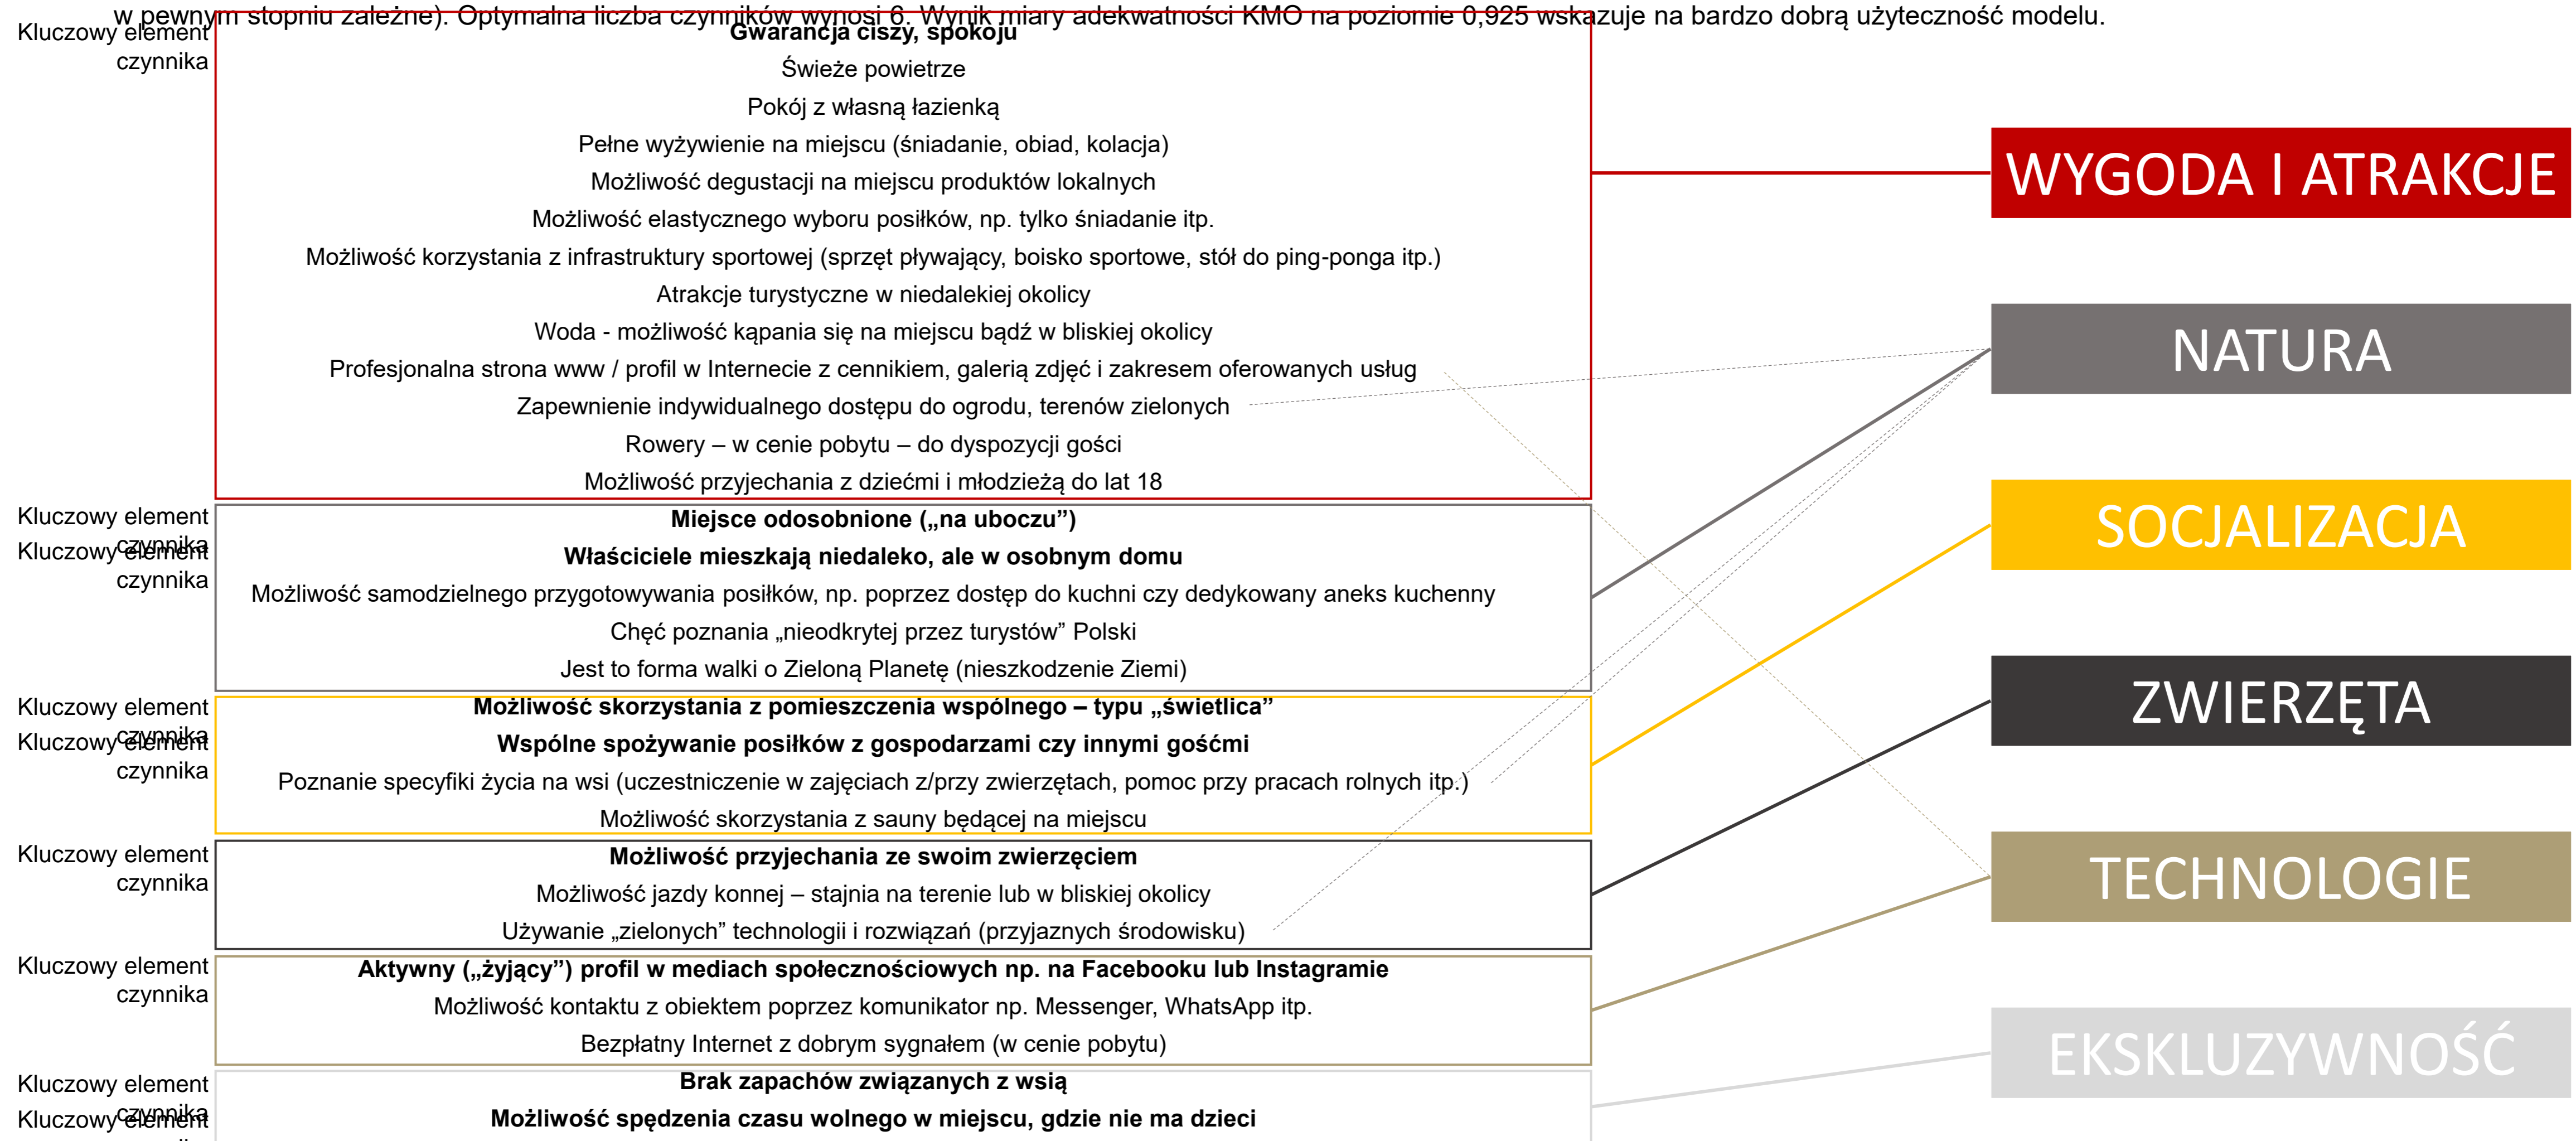 w pewnym stopniu zależne). Optymalna liczba czynników wynosi 6. Wynik miary adekwatności KMO na poziomie 0,925 wskazuje na bardzo dobrą użyteczność modelu.
Kluczowy element
czynnika
Gwarancja ciszy, spokoju
Świeże powietrze
Pokój z własną łazienką
Pełne wyżywienie na miejscu (śniadanie, obiad, kolacja)
Możliwość degustacji na miejscu produktów lokalnych
Możliwość elastycznego wyboru posiłków, np. tylko śniadanie itp.
Możliwość korzystania z infrastruktury sportowej (sprzęt pływający, boisko sportowe, stół do ping-ponga itp.)
Atrakcje turystyczne w niedalekiej okolicy
Woda - możliwość kąpania się na miejscu bądź w bliskiej okolicy
Profesjonalna strona www / profil w Internecie z cennikiem, galerią zdjęć i zakresem oferowanych usług
Zapewnienie indywidualnego dostępu do ogrodu, terenów zielonych
Rowery – w cenie pobytu – do dyspozycji gości
Możliwość przyjechania z dziećmi i młodzieżą do lat 18
WYGODA I ATRAKCJE
Kluczowy element
czynnika
Kluczowy element
czynnika
Miejsce odosobnione („na uboczu”)
Właściciele mieszkają niedaleko, ale w osobnym domu
Możliwość samodzielnego przygotowywania posiłków, np. poprzez dostęp do kuchni czy dedykowany aneks kuchenny
Chęć poznania „nieodkrytej przez turystów” Polski
Jest to forma walki o Zieloną Planetę (nieszkodzenie Ziemi)
NATURA
Kluczowy element
czynnika
Kluczowy element
czynnika
Możliwość skorzystania z pomieszczenia wspólnego – typu „świetlica”
Wspólne spożywanie posiłków z gospodarzami czy innymi gośćmi
Poznanie specyfiki życia na wsi (uczestniczenie w zajęciach z/przy zwierzętach, pomoc przy pracach rolnych itp.)
Możliwość skorzystania z sauny będącej na miejscu
SOCJALIZACJA
Kluczowy element
czynnika
Możliwość przyjechania ze swoim zwierzęciem
Możliwość jazdy konnej – stajnia na terenie lub w bliskiej okolicy
Używanie „zielonych” technologii i rozwiązań (przyjaznych środowisku)
ZWIERZĘTA
Kluczowy element
czynnika
Aktywny („żyjący”) profil w mediach społecznościowych np. na Facebooku lub Instagramie
Możliwość kontaktu z obiektem poprzez komunikator np. Messenger, WhatsApp itp.
Bezpłatny Internet z dobrym sygnałem (w cenie pobytu)
TECHNOLOGIE
Kluczowy element
czynnika
Kluczowy element
Brak zapachów związanych z wsią
Możliwość spędzenia czasu wolnego w miejscu, gdzie nie ma dzieci
EKSKLUZYWNOŚĆ